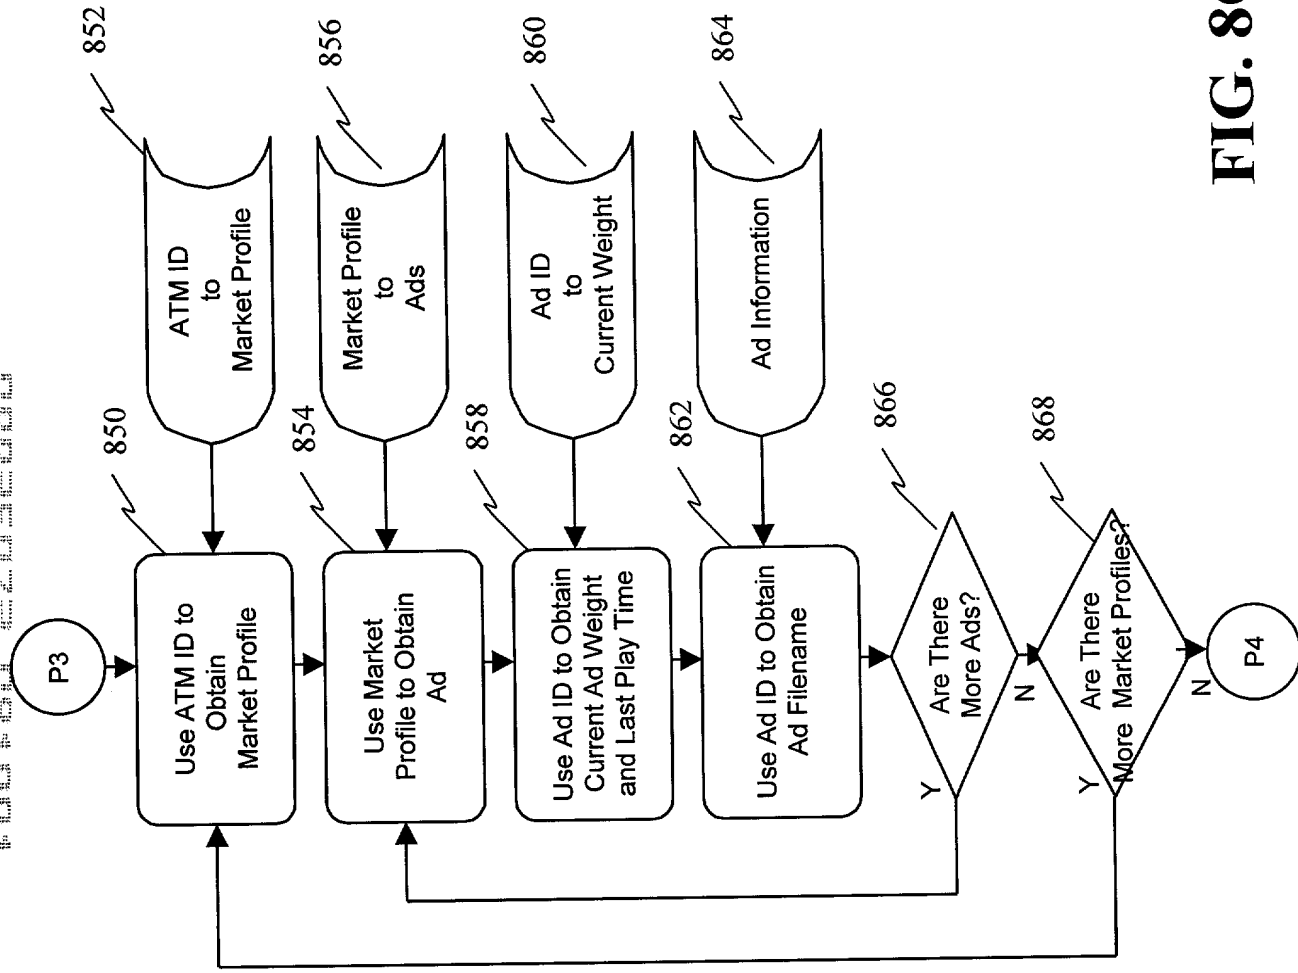 P3
850
Use ATM ID to
Obtain
Market Profile
852
ATM ID
to
Market Profile
854
Use Market
Profile to Obtain
Ad
856
Market Profile
to
Ads
858
Use Ad ID to Obtain
Current Ad Weight
and Last Play Time
860
Ad ID
to
Current Weight
862
Use Ad ID to Obtain
Ad Filename
864
Ad Information
866
Are There
More Ads?
Y
N
868
Are There
More Market Profiles?
Y
N
P4
FIG.